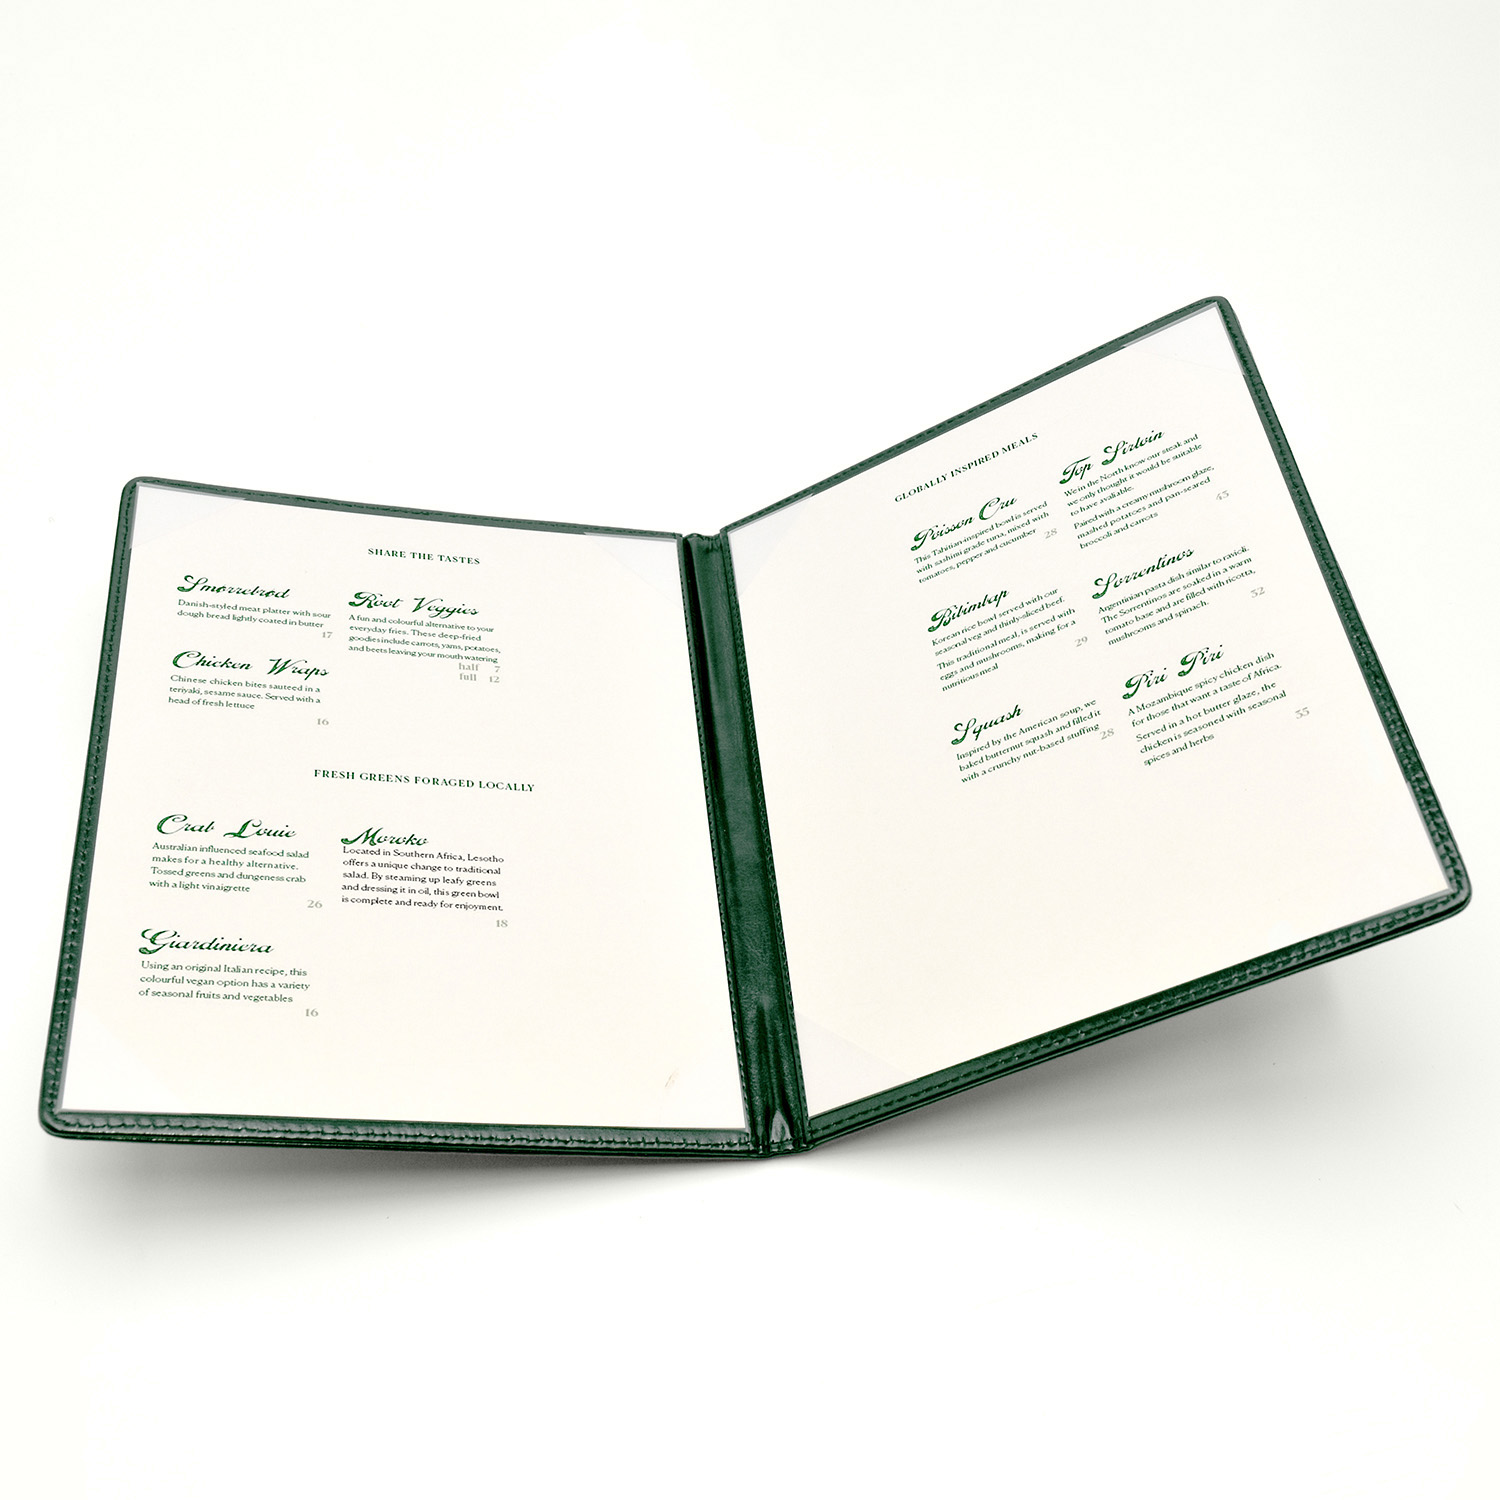 SHARE THE TASTES
Smørrebrød
Danish-styled meat platter with sour
dough bread lightly coated in butter
17
Chicken Wraps
Chinese chicken bites sauteed in a
teriyaki, sesame sauce. Served with a
head of fresh lettuce
16
Root Veggies
A fun and colourful alternative to your
everyday fries. These deep-fried
goodies include carrots, yams, potatoes,
and beets leaving your mouth watering
half 7
full 12
FRESH GREENS FORAGED LOCALLY
Crab Louie
Australian influenced seafood salad
makes for a healthy alternative.
Tossed greens and dungeness crab
with a light vinaigrette
26
Giardiniera
Using an original Italian recipe, this
colourful vegan option has a variety
of seasonal fruits and vegetables
16
Moroko
Located in Southern Africa, Lesotho
offers a unique change to traditional
salad. By steaming up leafy greens
and dressing it in oil, this green bowl
is complete and ready for enjoyment.
18
GLOBALLY INSPIRED MEALS
Poisson Cru
This Tahitian-inspired bowl is served
with sashimi grade tuna, mixed with
tomatoes, pepper and cucumber
28
Bibimbap
Korean rice bowl served with our
seasonal veg and thinly-sliced beef.
This traditional meal, is served with
eggs and mushrooms, making for a
nutritious meal
29
Squash
Inspired by the American soup, we
baked butternut squash and filled it
with a crunchy nut-based stuffing
28
Top Sirloin
We in the North know our steak and
we only thought it would be suitable
to have avaliable.
Paired with a creamy mushroom glaze,
mashed potatoes and pan-seared
broccoli and carrots
43
Sorrentinos
Argentinian pasta dish similar to ravioli.
The Sorrentinos are soaked in a warm
tomato base and are filled with ricotta,
mushrooms and spinach.
32
Piri Piri
A Mozambique spicy chicken dish
for those that want a taste of Africa.
Served in a hot butter glaze, the
chicken is seasoned with seasonal
spices and herbs
33